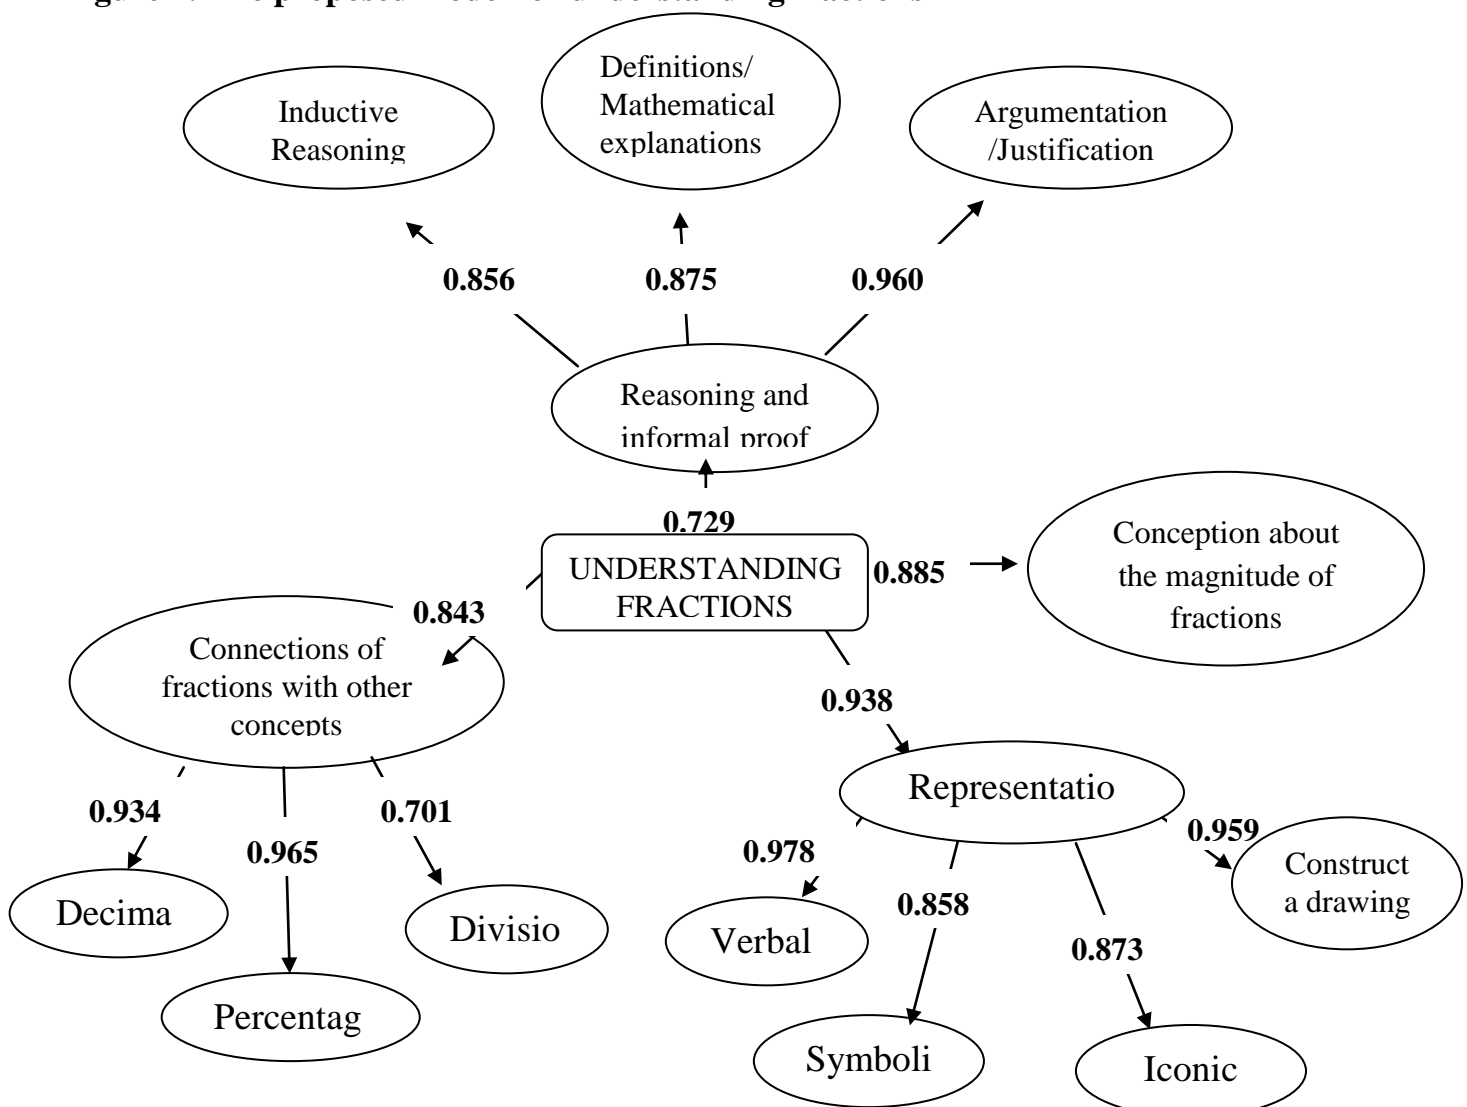 Definitions/
Mathematical
explanations
Inductive
Reasoning
Argumentation
/Justification
0.856
0.875
0.960
Reasoning and
informal proof
0.729
UNDERSTANDING
FRACTIONS
0.885
Conception about
the magnitude of
fractions
0.843
Connections of
fractions with other
concepts
0.938
Representatio
0.934
0.965
0.701
Decima
Percentag
Divisio
0.978
0.858
0.873
0.959
Verbal
Symboli
Iconic
Construct
a drawing